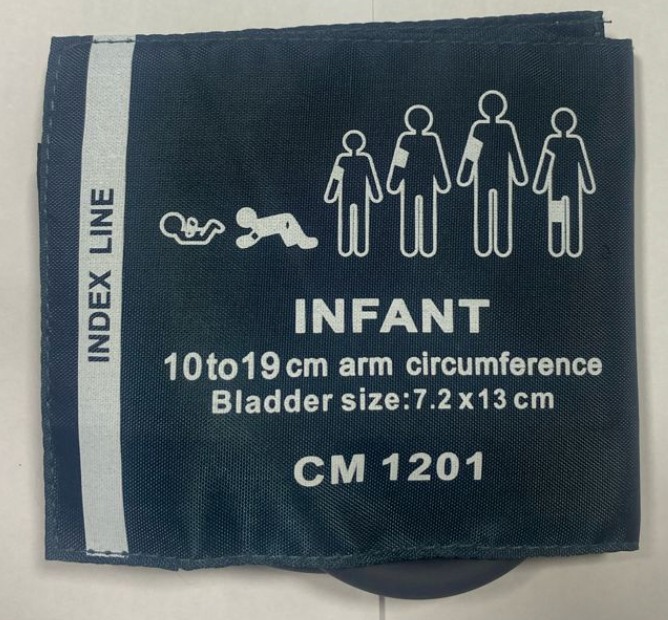 INDEX LINE
INFANT
10to19 cm arm circumference
Bladder size:7.2 x 13 cm
CM 1201